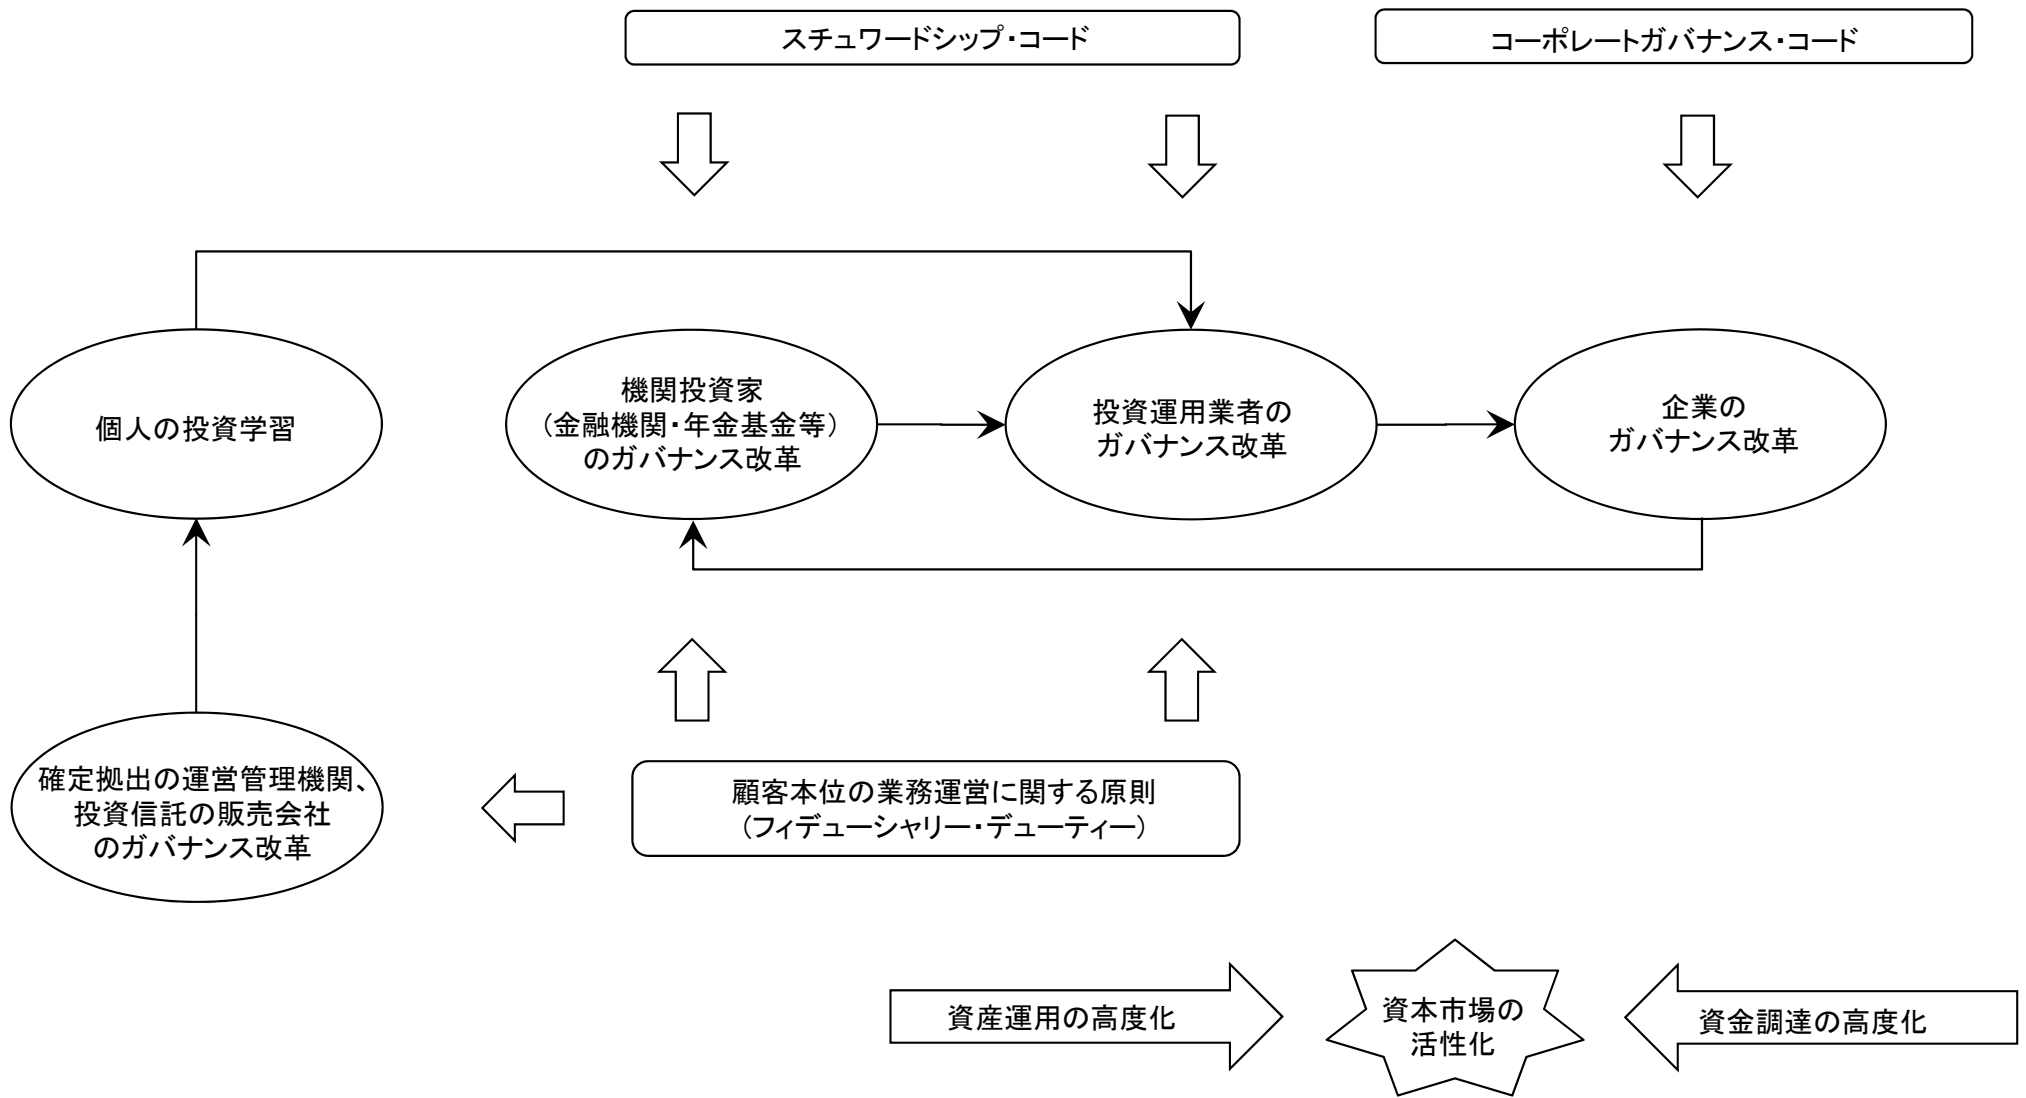 スチュワードシップ・コード
コーポレートガバナンス・コード
個人の投資学習
機関投資家
（金融機関・年金基金等）
のガバナンス改革
投資運用業者の
ガバナンス改革
企業の
ガバナンス改革
確定拠出の運営管理機関、
投資信託の販売会社
のガバナンス改革
顧客本位の業務運営に関する原則
（フィデューシャリー・デューティー）
資産運用の高度化
資本市場の
活性化
資金調達の高度化